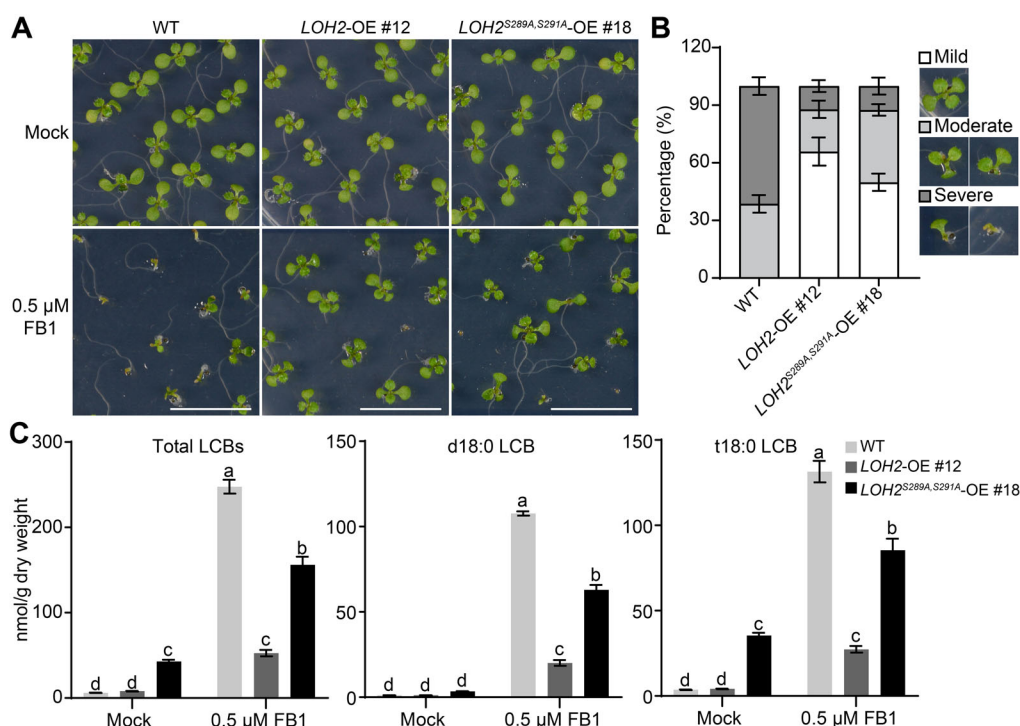 A
WT
LOH2-OE #12
LOH2S289A,S291A-OE #18
Mock
0.5 µM
FB1
B
Percentage (%)
120
90
60
30
0
WT
LOH2-OE #12
LOH2S289A,S291A-OE #18
Mild
Moderate
Severe
C
nmol/g dry weight
Total LCBs
300
200
100
0
d
d
c
a
c
b
Mock
0.5 µM FB1
d18:0 LCB
150
100
50
0
d
d
d
a
c
b
Mock
0.5 µM FB1
t18:0 LCB
150
100
50
0
d
d
c
a
c
b
Mock
0.5 µM FB1
WT
LOH2-OE #12
LOH2S289A,S291A-OE #18